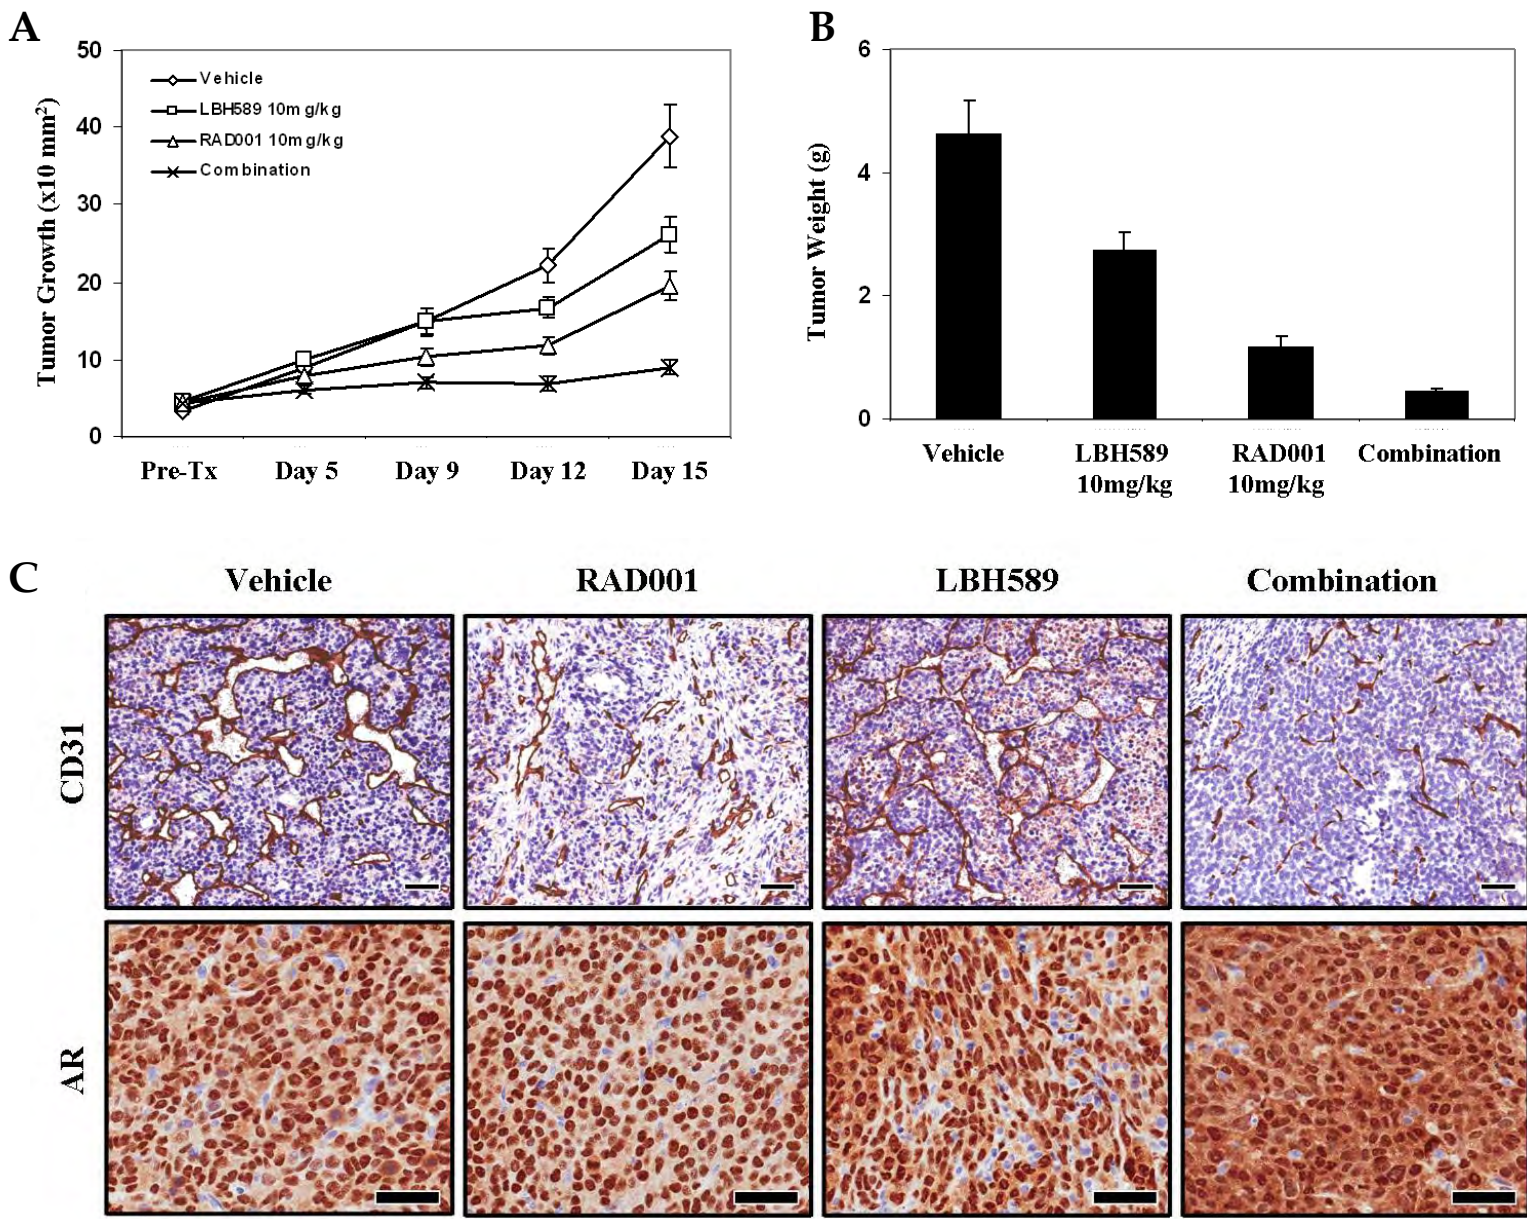 A
50
40
30
20
10
0
Tumor Growth (x10 mm²)
Vehicle
LBH589 10mg/kg
RAD001 10mg/kg
Combination
Pre-Tx Day 5 Day 9 Day 12 Day 15
B
6
4
2
0
Tumor Weight (g)
Vehicle LBH589 RAD001 Combination
10mg/kg 10mg/kg
C
Vehicle RAD001 LBH589 Combination
CD31
AR